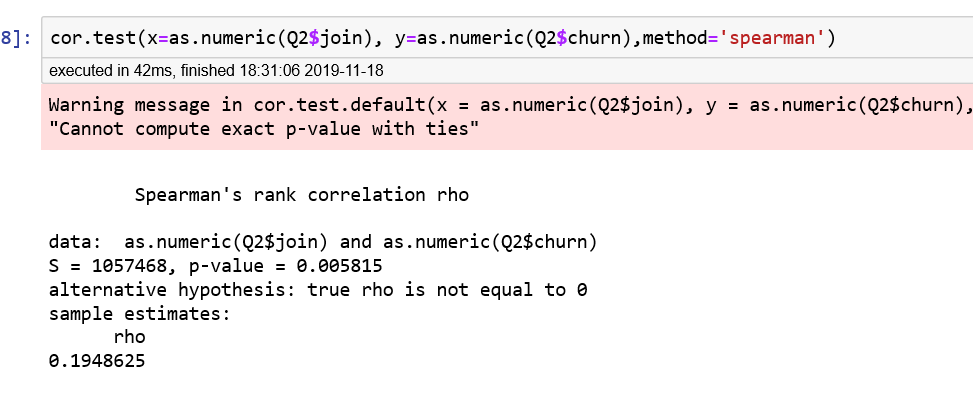 8]: cor.test(x=as.numeric(Q2$join), y=as.numeric(Q2$churn),method='spearman')
executed in 42ms, finished 18:31:06 2019-11-18
Warning message in cor.test.default(x = as.numeric(Q2$join), y = as.numeric(Q2$churn),
"Cannot compute exact p-value with ties"
Spearman's rank correlation rho
data:  as.numeric(Q2$join) and as.numeric(Q2$churn)
S = 1057468, p-value = 0.005815
alternative hypothesis: true rho is not equal to 0
sample estimates:
rho
0.1948625